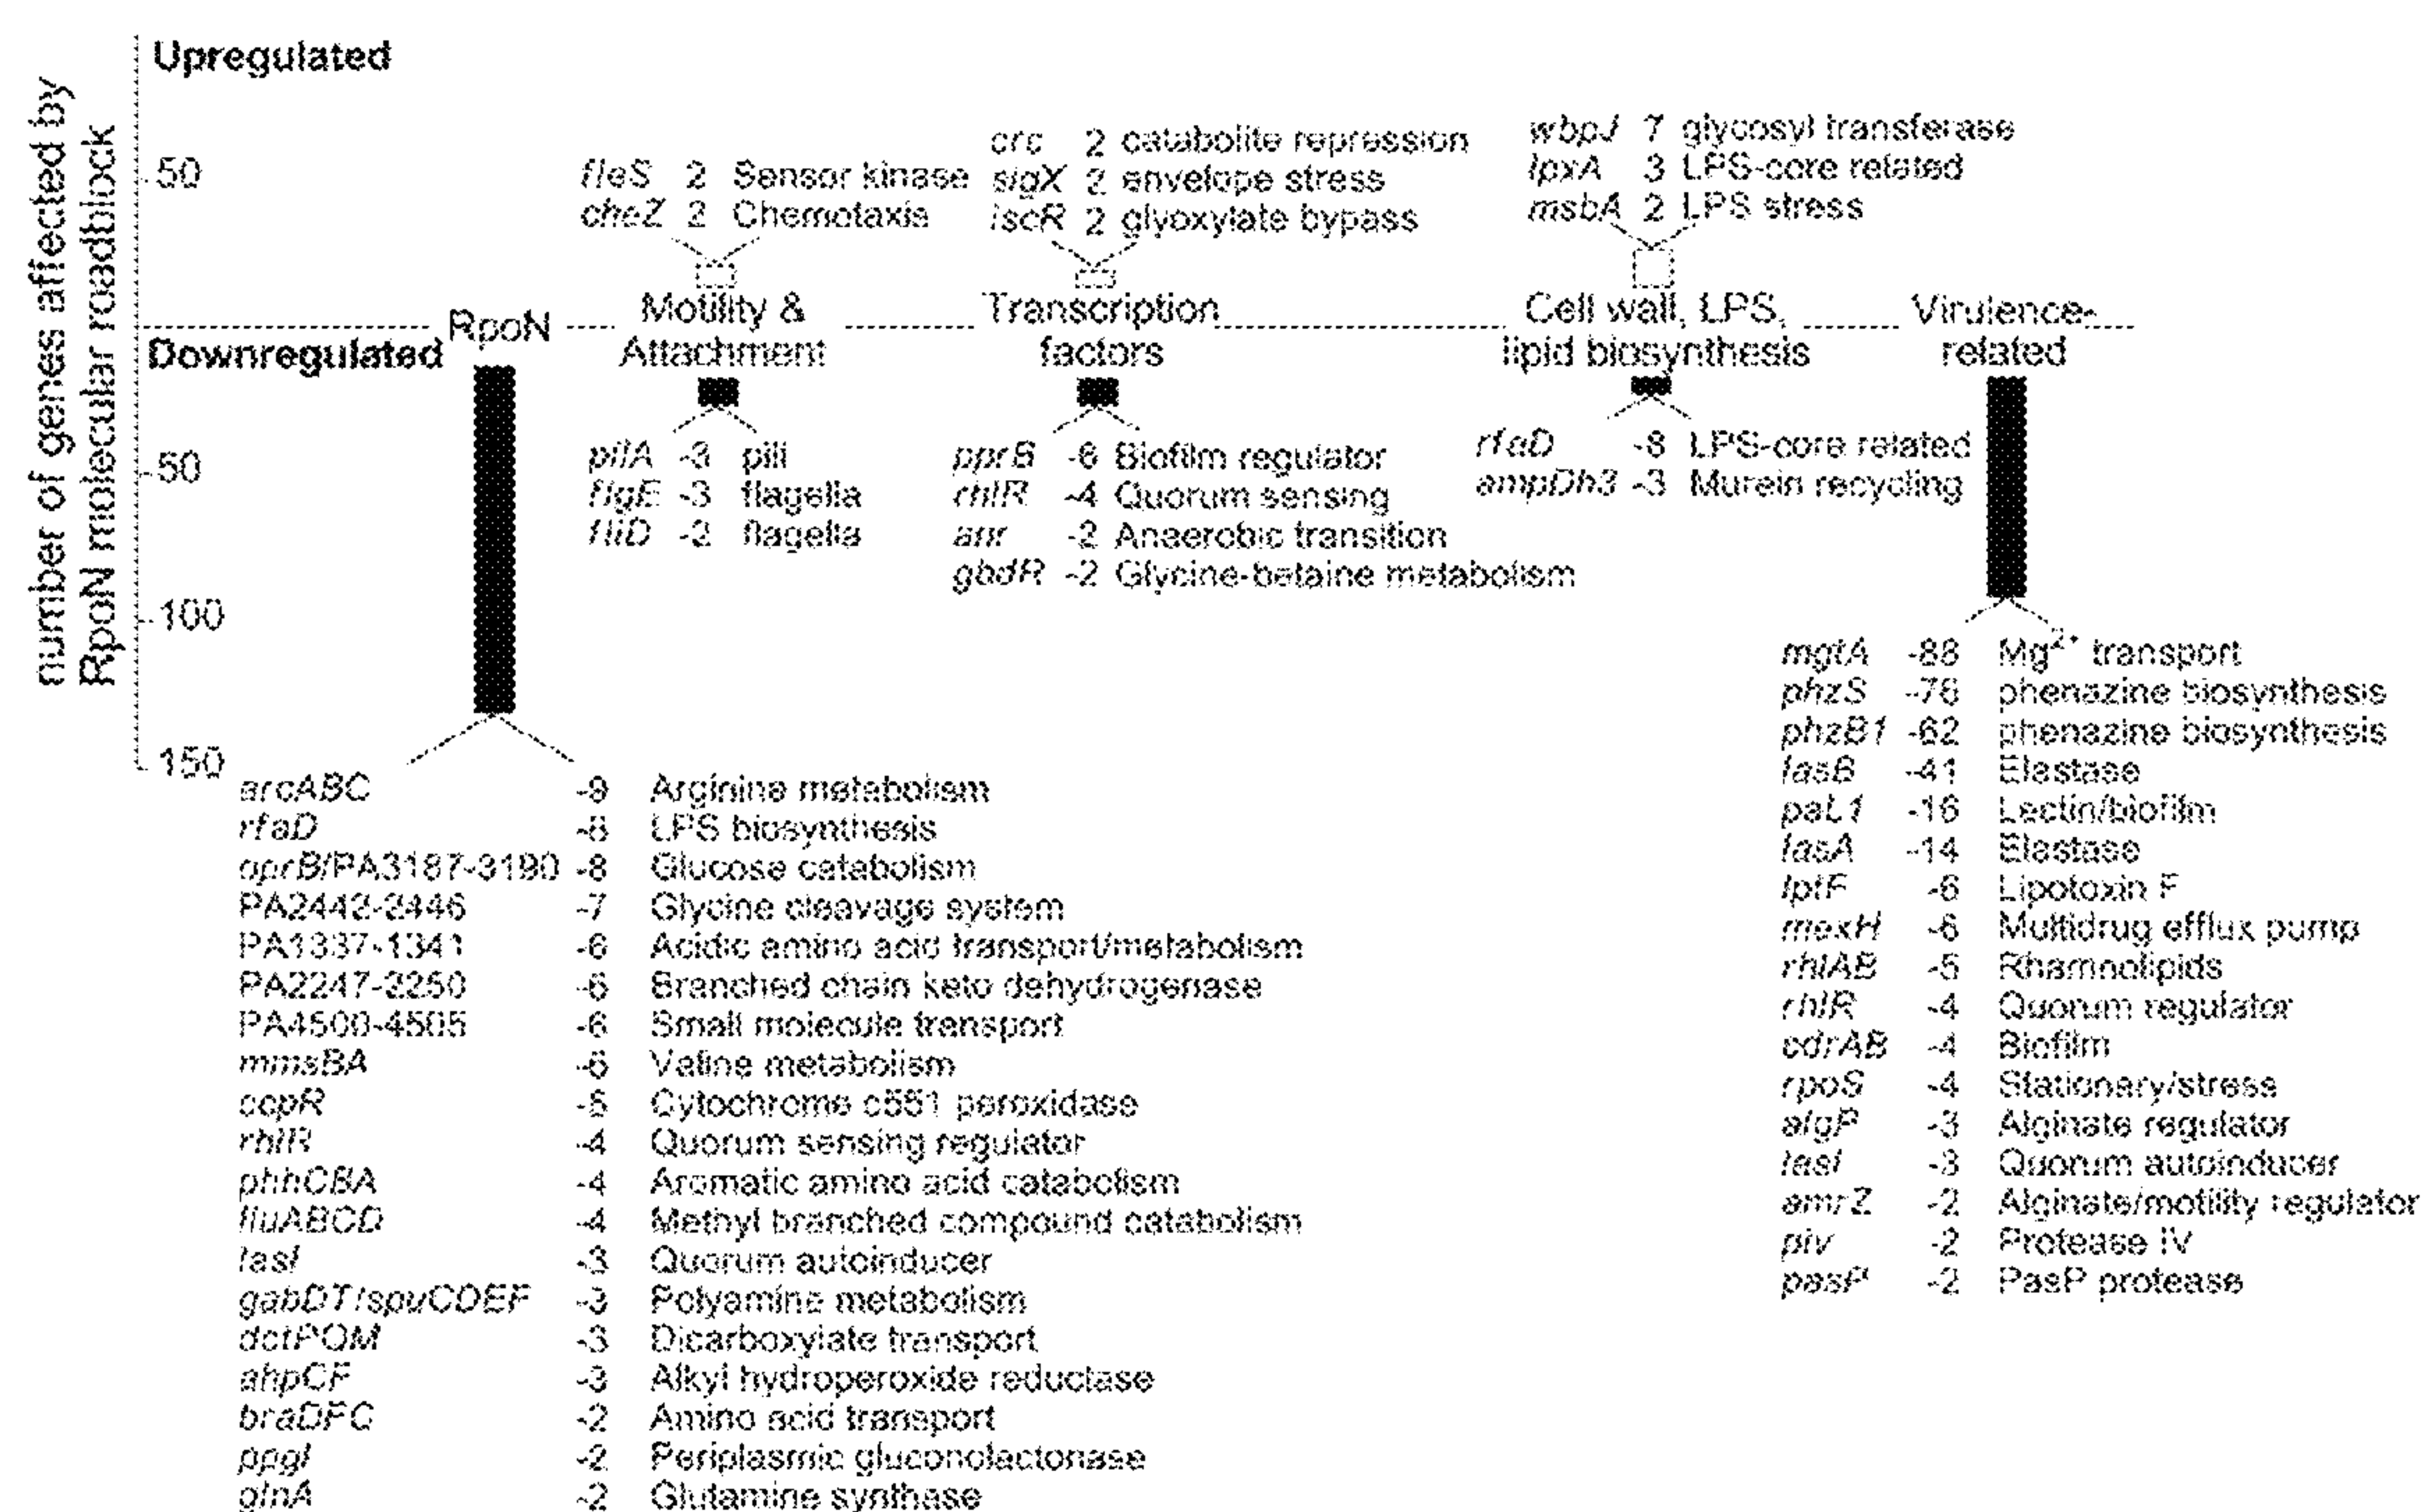 number of genes affected by
RpoN molecular roadblock
Upregulated
50
fleS 2 Sensor kinase
cheZ 2 Chemotaxis
crc 2 catabolite repression
sigX 2 envelope stress
iscR 2 glyoxylate bypass
wbpJ 7 glycosyl transferase
lpxA 3 LPS-core related
msbA 2 LPS stress
RpoN
Motility &
Attachment
Transcription
factors
Cell wall, LPS,
lipid biosynthesis
Virulence-
related
Downregulated
50
100
150
pilA -3 pili
flgE -3 flagella
fliD -2 flagella
pprB -6 Biofilm regulator
rhlR -4 Quorum sensing
anr -2 Anaerobic transition
gbdR -2 Glycine-betaine metabolism
rfaD -8 LPS-core related
ampDh3 -3 Murein recycling
arcABC -9 Arginine metabolism
rfaD -8 LPS biosynthesis
oprB/PA3187-3190 -8 Glucose catabolism
PA2442-2446 -7 Glycine cleavage system
PA1337-1341 -6 Acidic amino acid transport/metabolism
PA2247-2250 -6 Branched chain keto dehydrogenase
PA4500-4505 -6 Small molecule transport
mmsBA -6 Valine metabolism
ccpR -5 Cytochrome c551 peroxidase
rhlR -4 Quorum sensing regulator
phhCBA -4 Aromatic amino acid catabolism
liuABCD -4 Methyl branched compound catabolism
lasI -3 Quorum autoinducer
gabDT/spuCDEF -3 Polyamine metabolism
dctPQM -3 Dicarboxylate transport
ahpCF -3 Alkyl hydroperoxide reductase
braDFC -2 Amino acid transport
ppgl -2 Periplasmic gluconolactonase
glnA -2 Glutamine synthase
mgtA -88 Mg2+ transport
phzS -76 phenazine biosynthesis
phzB1 -62 phenazine biosynthesis
lasB -41 Elastase
paL1 -16 Lectin/biofilm
lasA -14 Elastase
lptF -6 Lipotoxin F
mexH -6 Multidrug efflux pump
rhlAB -5 Rhamnolipids
rhlR -4 Quorum regulator
cdrAB -4 Biofilm
rpoS -4 Stationary/stress
algP -3 Alginate regulator
lasI -3 Quorum autoinducer
amrZ -2 Alginate/motility regulator
piv -2 Protease IV
pasP -2 PasP protease